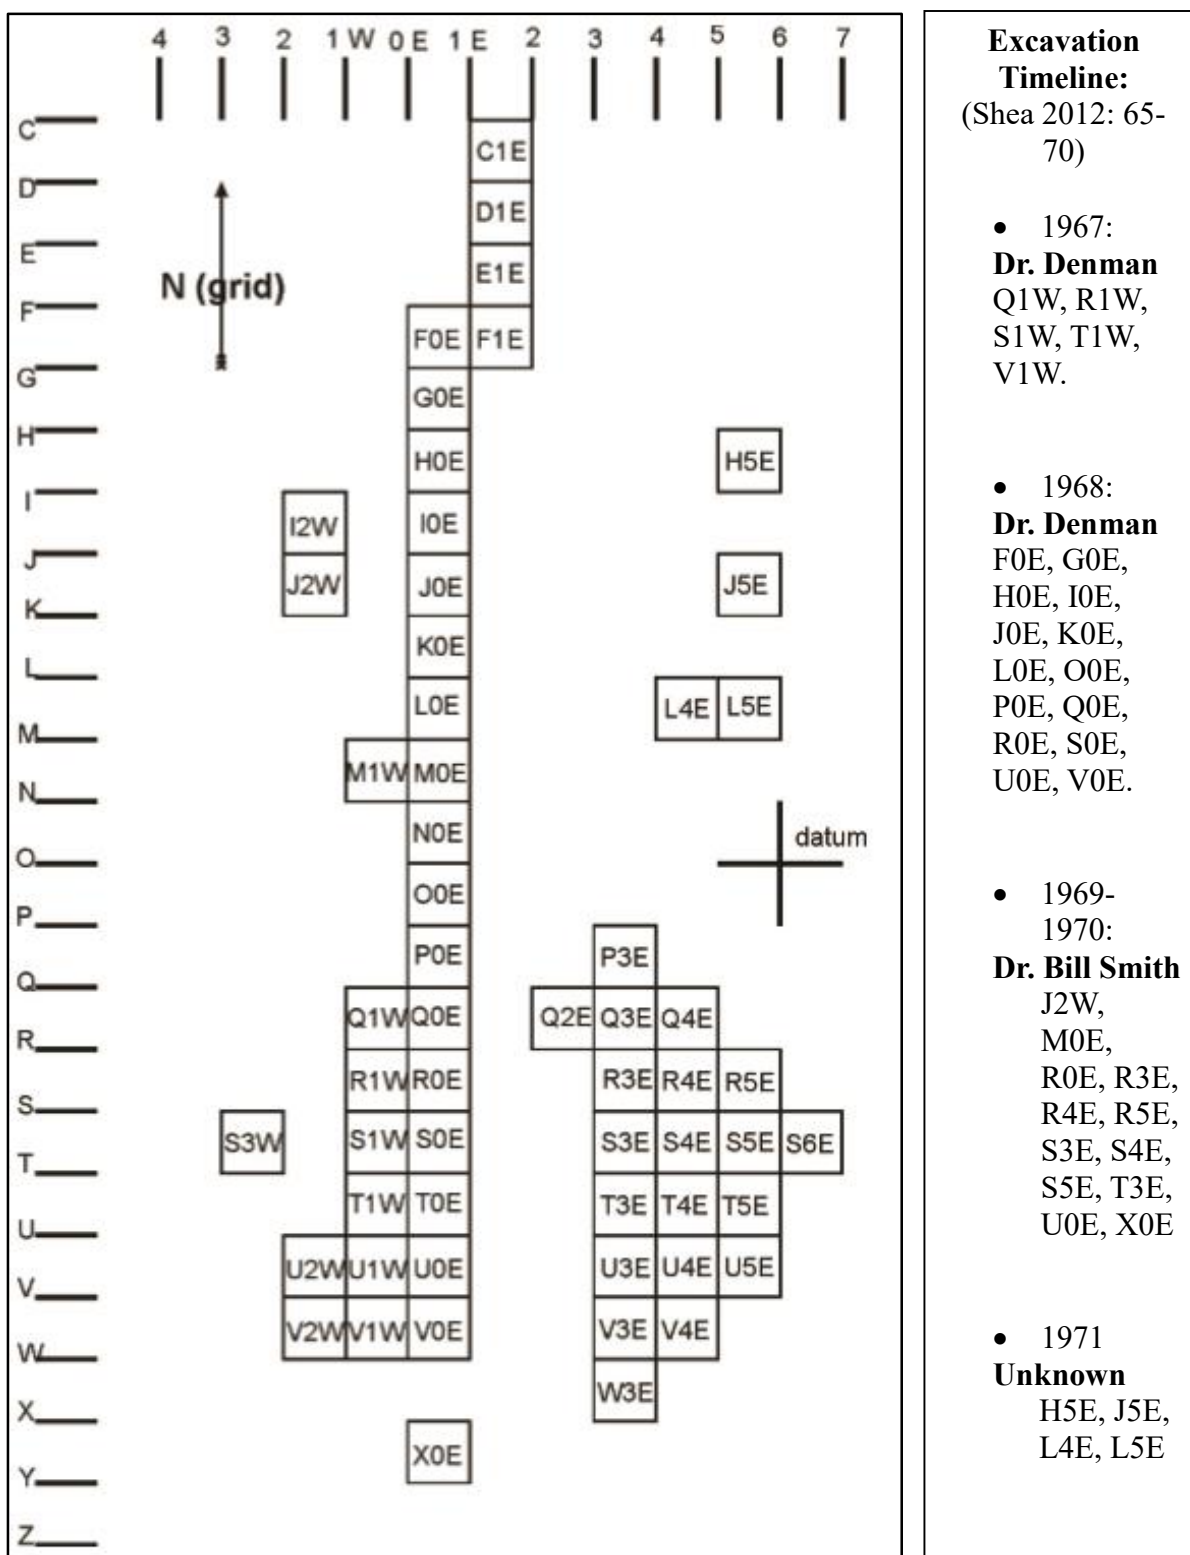 4 3 2 1 W 0 E 1 E 2 3 4 5 6 7
C
C1E
D
D1E
E
N (grid)
E1E
F
F0E F1E
G
G0E
H
H0E H5E
I
I2W I0E
J
J2W J0E J5E
K
K0E
L
L0E L4E L5E
M
M1W M0E
N
N0E
datum
O
O0E
P
P0E P3E
Q
Q1W Q0E Q2E Q3E Q4E
R
R1W R0E R3E R4E R5E
S
S3W S1W S0E S3E S4E S5E S6E
T
T1W T0E T3E T4E T5E
U
U2W U1W U0E U3E U4E U5E
V
V2W V1W V0E V3E V4E
W
W3E
X
X0E
Y
Z
Excavation
Timeline:
(Shea 2012: 65-
70)
• 1967:
Dr. Denman
Q1W, R1W,
S1W, T1W,
V1W.
• 1968:
Dr. Denman
F0E, G0E,
H0E, I0E,
J0E, K0E,
L0E, O0E,
P0E, Q0E,
R0E, S0E,
U0E, V0E.
• 1969-
1970:
Dr. Bill Smith
J2W,
M0E,
R0E, R3E,
R4E, R5E,
S3E, S4E,
S5E, T3E,
U0E, X0E
• 1971
Unknown
H5E, J5E,
L4E, L5E